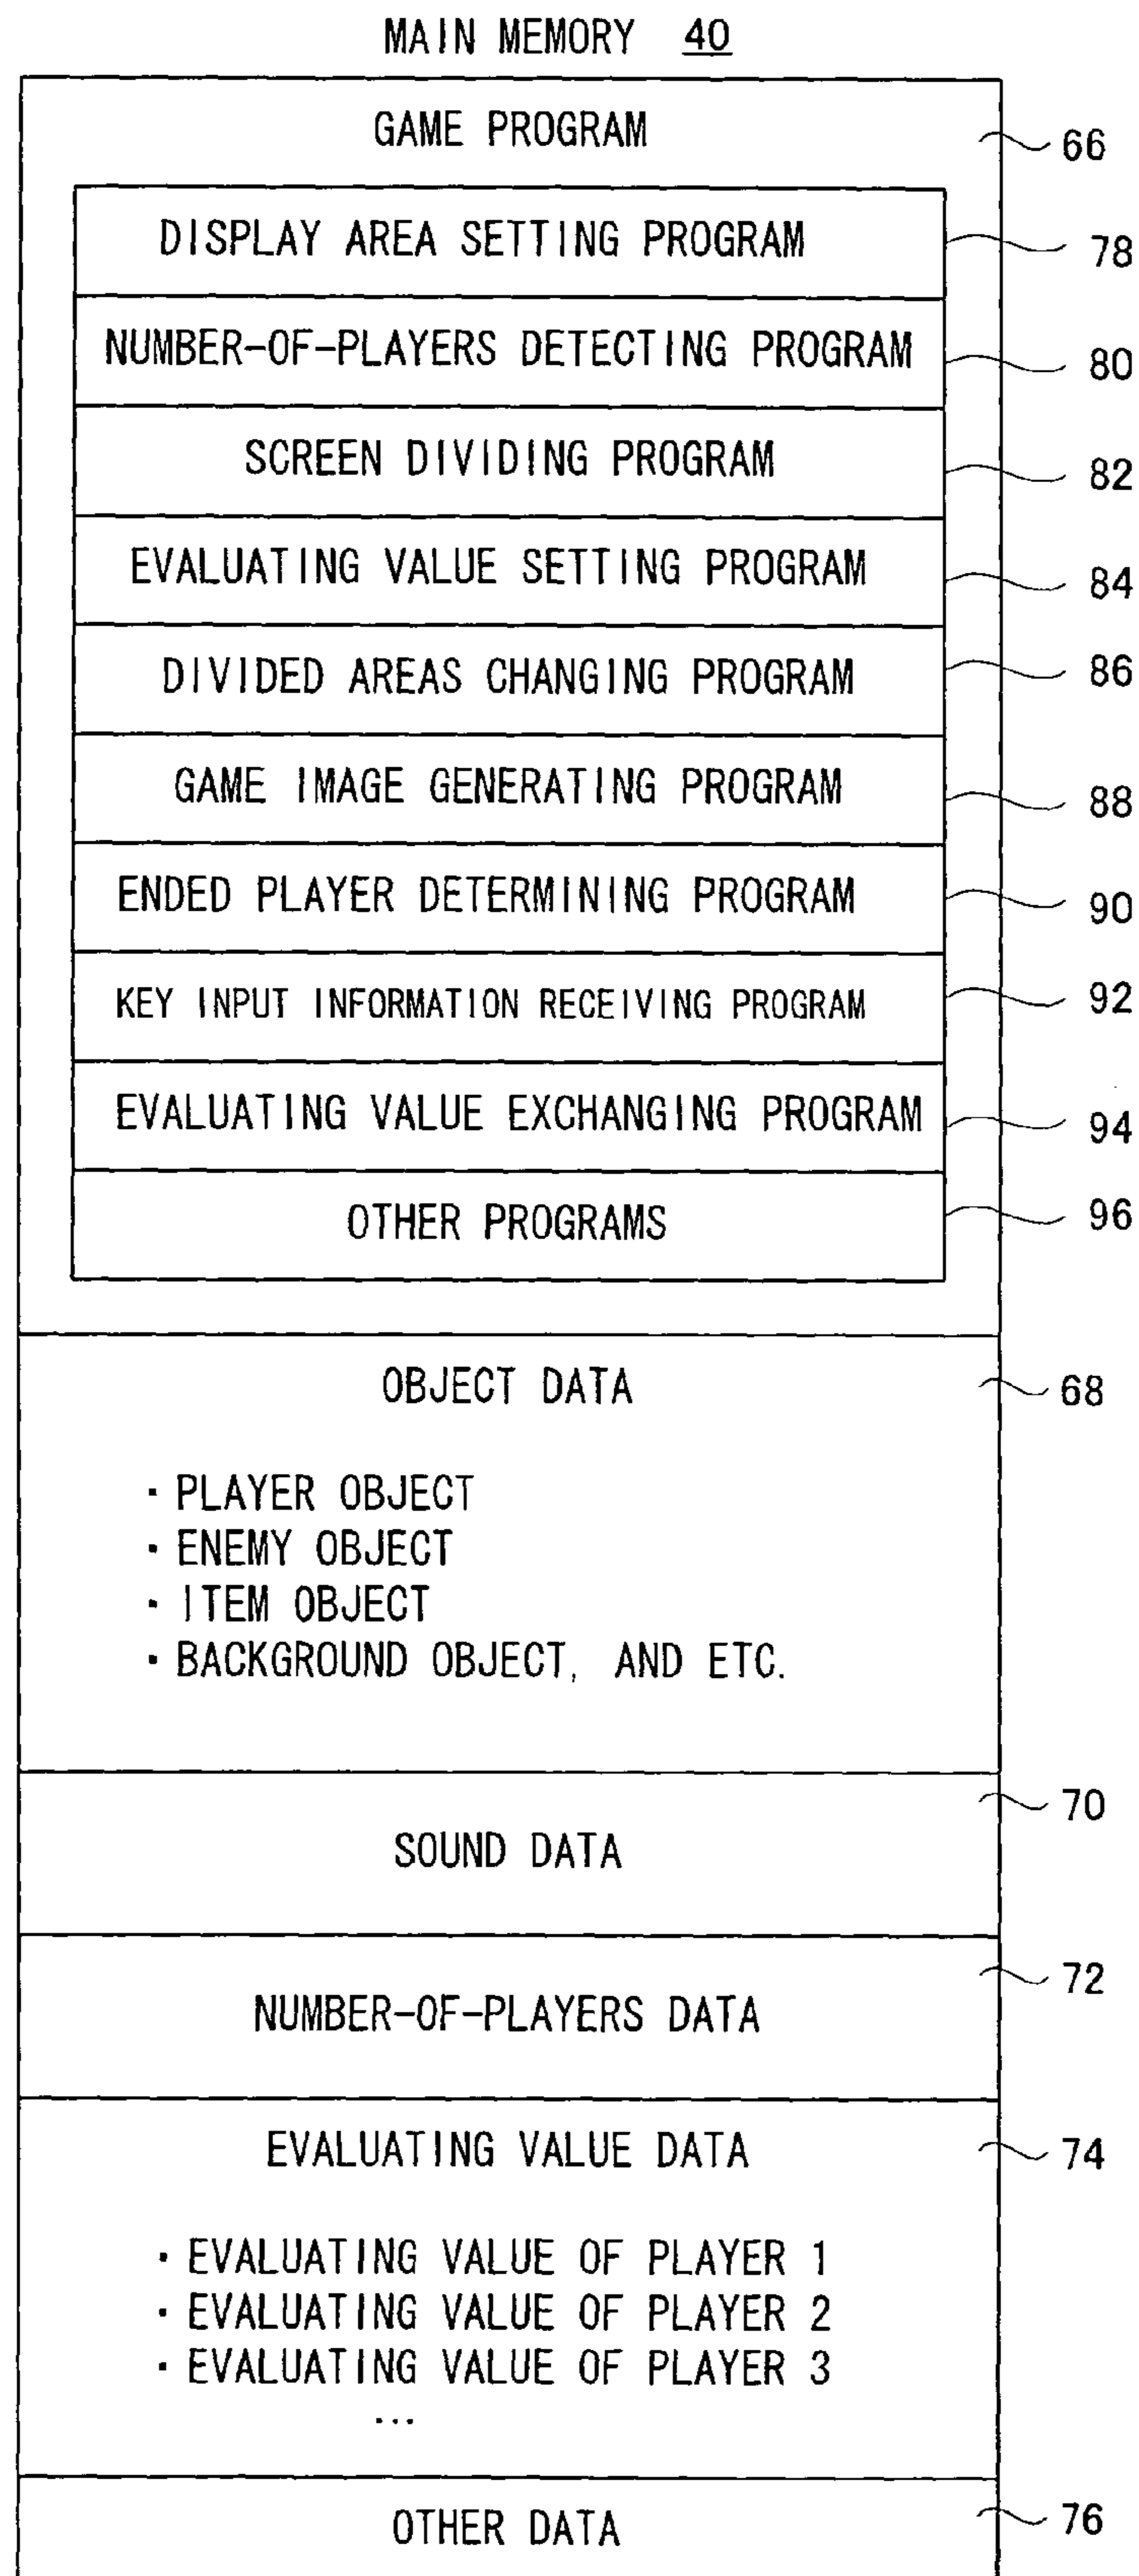 MAIN MEMORY 40
GAME PROGRAM 66
DISPLAY AREA SETTING PROGRAM 78
NUMBER-OF-PLAYERS DETECTING PROGRAM 80
SCREEN DIVIDING PROGRAM 82
EVALUATING VALUE SETTING PROGRAM 84
DIVIDED AREAS CHANGING PROGRAM 86
GAME IMAGE GENERATING PROGRAM 88
ENDED PLAYER DETERMINING PROGRAM 90
KEY INPUT INFORMATION RECEIVING PROGRAM 92
EVALUATING VALUE EXCHANGING PROGRAM 94
OTHER PROGRAMS 96
OBJECT DATA 68
・PLAYER OBJECT
・ENEMY OBJECT
・ITEM OBJECT
・BACKGROUND OBJECT, AND ETC.
SOUND DATA 70
NUMBER-OF-PLAYERS DATA 72
EVALUATING VALUE DATA 74
・EVALUATING VALUE OF PLAYER 1
・EVALUATING VALUE OF PLAYER 2
・EVALUATING VALUE OF PLAYER 3
...
OTHER DATA 76